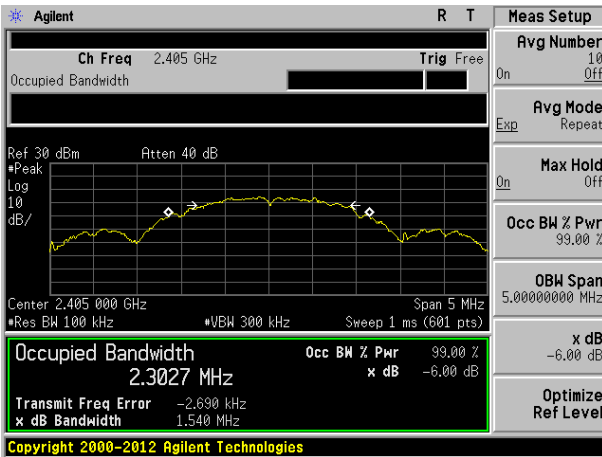 Agilent R T
Ch Freq 2.405 GHz Trig Free
Occupied Bandwidth
Ref 30 dBm Atten 40 dB
#Peak
Log
10
dB/
Center 2.405 000 GHz Span 5 MHz
#Res BW 100 kHz #VBW 300 kHz Sweep 1 ms (601 pts)
Occupied Bandwidth Occ BW % Pwr 99.00 %
2.3027 MHz x dB -6.00 dB
Transmit Freq Error -2.690 kHz
x dB Bandwidth 1.540 MHz
Copyright 2000-2012 Agilent Technologies
Meas Setup
Avg Number
10
On Off
Avg Mode
Exp Repeat
Max Hold
On Off
Occ BW % Pwr
99.00 %
OBW Span
5.00000000 MHz
x dB
-6.00 dB
Optimize
Ref Level